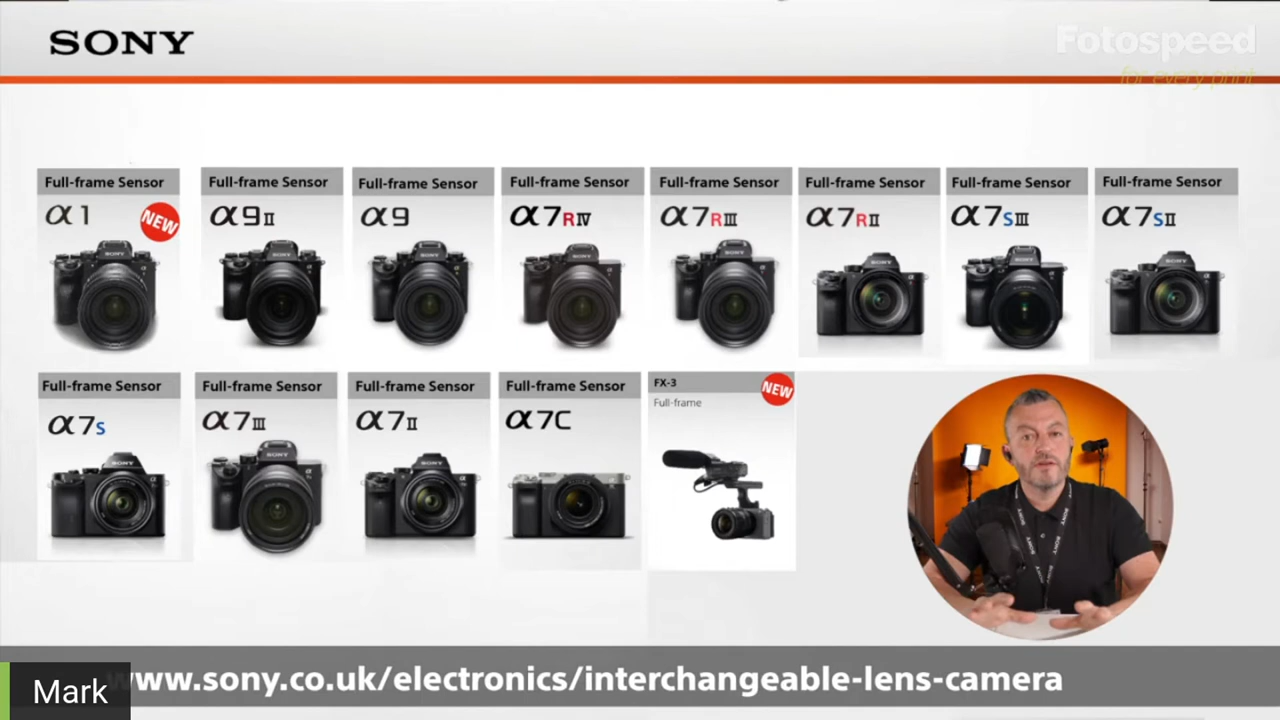 SONY
Fotospeed
for every print
Full-frame Sensor
α1
NEW
Full-frame Sensor
α9II
Full-frame Sensor
α9
Full-frame Sensor
α7RIV
Full-frame Sensor
α7RIII
Full-frame Sensor
α7RII
Full-frame Sensor
α7SIII
Full-frame Sensor
α7SII
Full-frame Sensor
α7S
Full-frame Sensor
α7III
Full-frame Sensor
α7II
Full-frame Sensor
α7C
FX-3
NEW
Full-frame
www.sony.co.uk/electronics/interchangeable-lens-camera
Mark